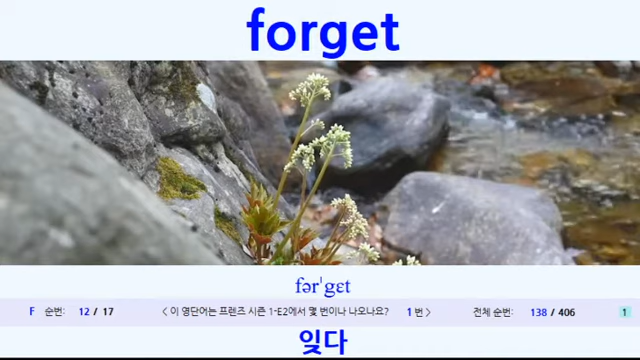 forget
fər'gɛt
F 순번: 12 / 17 < 이 영단어는 프렌즈 시즌 1-E2에서 몇 번이나 나오나요? 1 번 > 전체 순번: 138 / 406 1
잊다